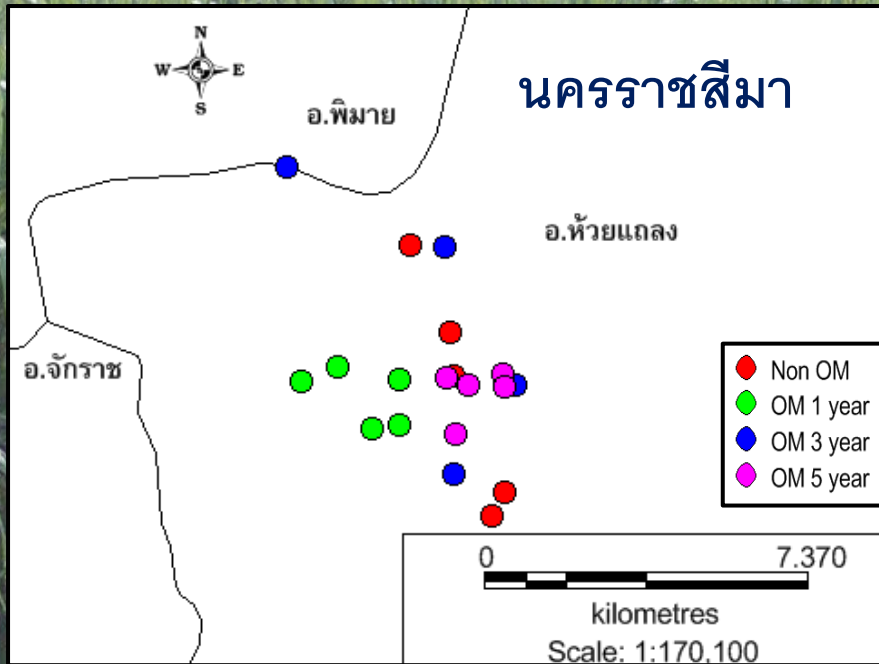 นครราชสีมา
N
W E
S
อ.พิมาย
อ.ห้วยแถลง
อ.จักราช
Non OM
OM 1 year
OM 3 year
OM 5 year
0 7.370
kilometres
Scale: 1:170,100